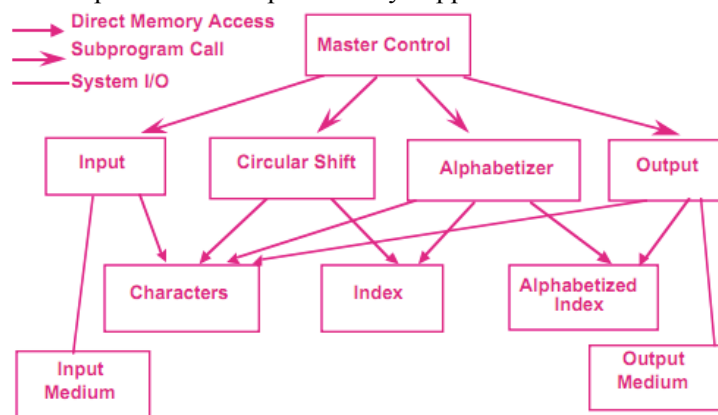 Direct Memory Access
Subprogram Call
System I/O
Master Control
Input
Circular Shift
Alphabetizer
Output
Characters
Index
Alphabetized
Index
Input
Medium
Output
Medium